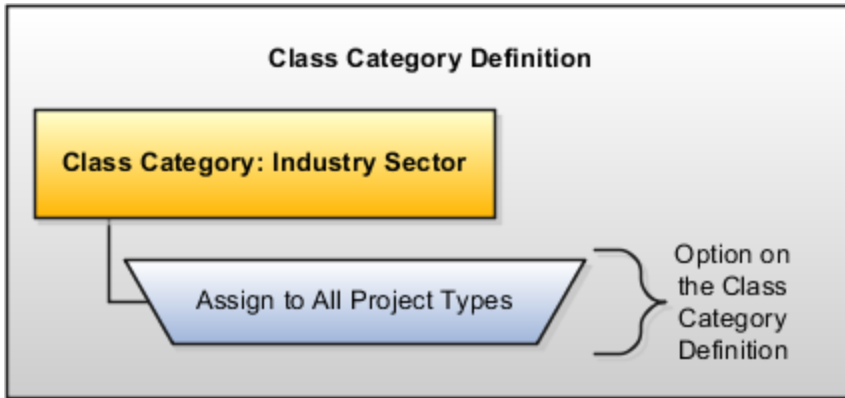 Class Category Definition
Class Category: Industry Sector
Assign to All Project Types
Option on
the Class
Category
Definition